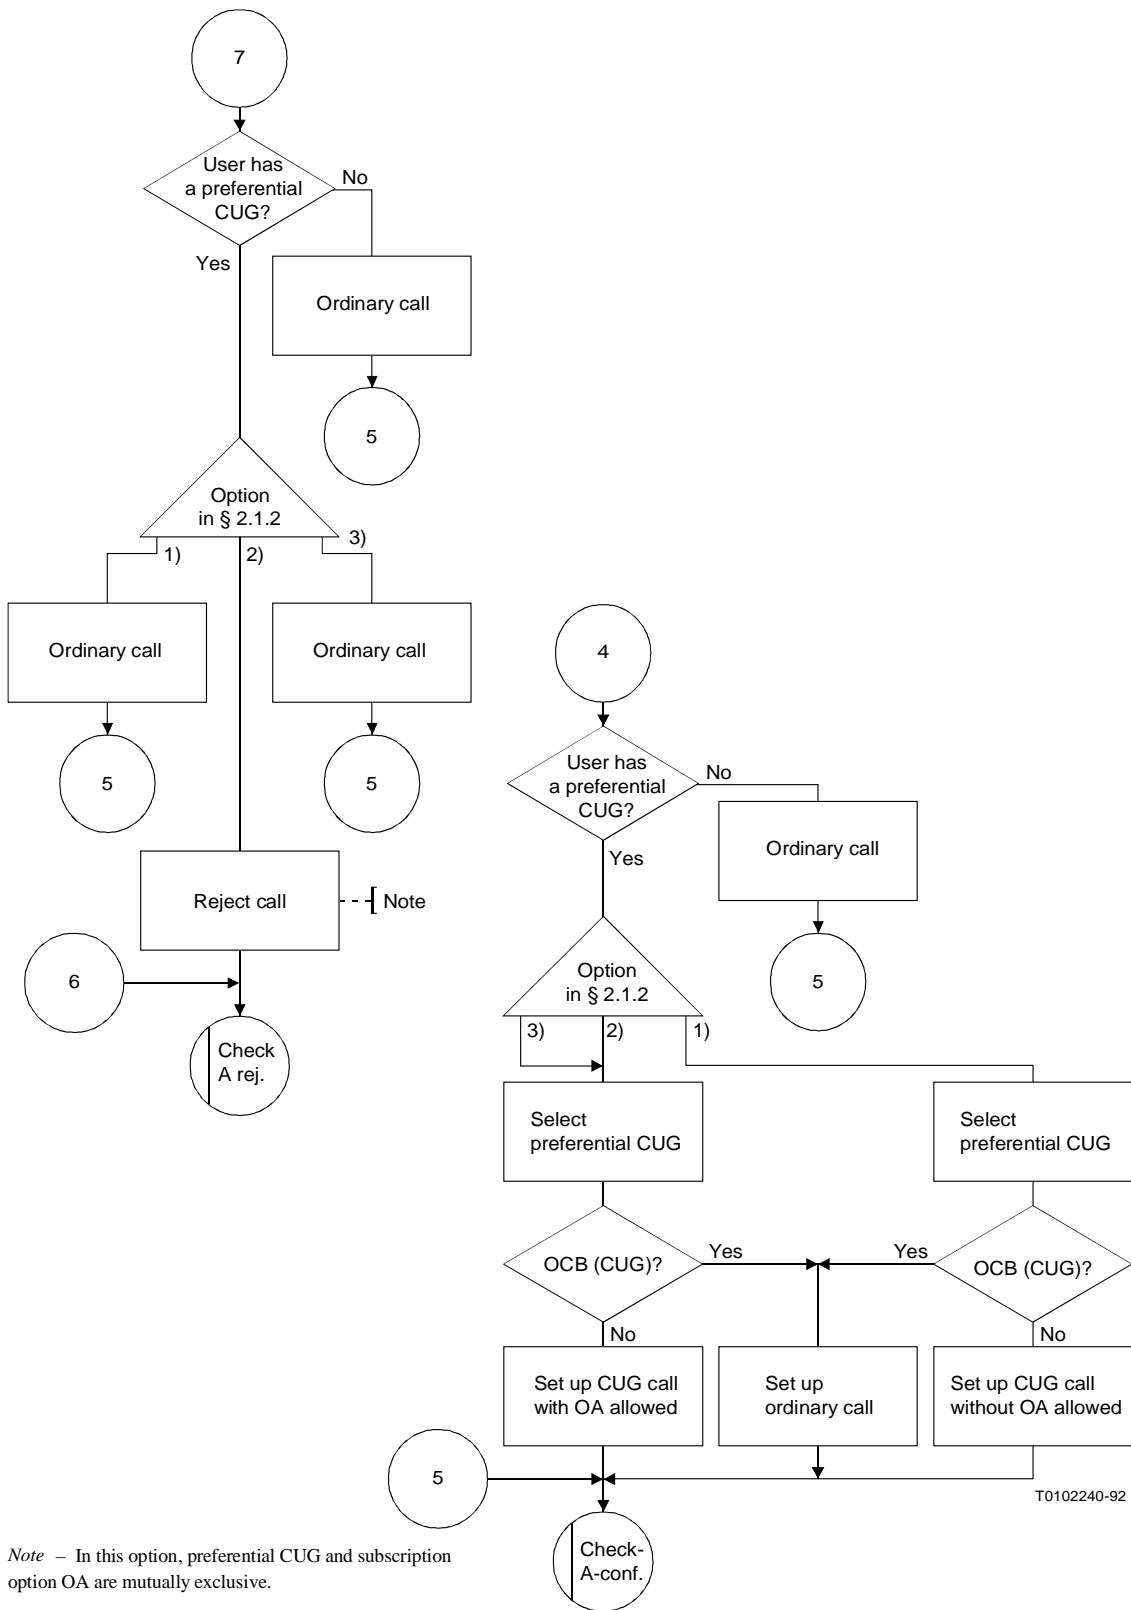 7
User has
a preferential
CUG?
No
Yes
Ordinary call
5
Option
in § 2.1.2
1)
2)
3)
Ordinary call
Ordinary call
5
5
Reject call
Note
6
Check
A rej.
4
User has
a preferential
CUG?
No
Yes
Ordinary call
5
Option
in § 2.1.2
3)
2)
1)
Select
preferential CUG
Select
preferential CUG
OCB (CUG)?
Yes
Yes
OCB (CUG)?
No
No
Set up CUG call
with OA allowed
Set up
ordinary call
Set up CUG call
without OA allowed
5
T0102240-92
Check-
A-conf.
Note – In this option, preferential CUG and subscription
option OA are mutually exclusive.